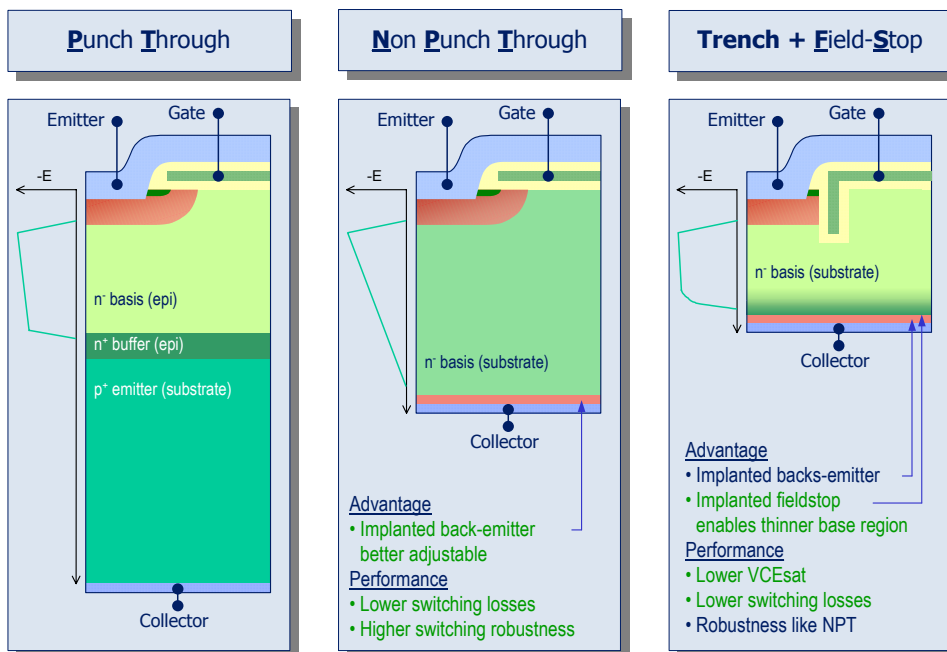 Punch Through
Non Punch Through
Trench + Field-Stop
Emitter
Gate
-E
n⁻ basis (epi)
n⁺ buffer (epi)
p⁺ emitter (substrate)
Collector
Emitter
Gate
-E
n⁻ basis (substrate)
Collector
Advantage
• Implanted back-emitter
better adjustable
Performance
• Lower switching losses
• Higher switching robustness
Emitter
Gate
-E
n⁻ basis (substrate)
Collector
Advantage
• Implanted backs-emitter
• Implanted fieldstop
enables thinner base region
Performance
• Lower VCEsat
• Lower switching losses
• Robustness like NPT